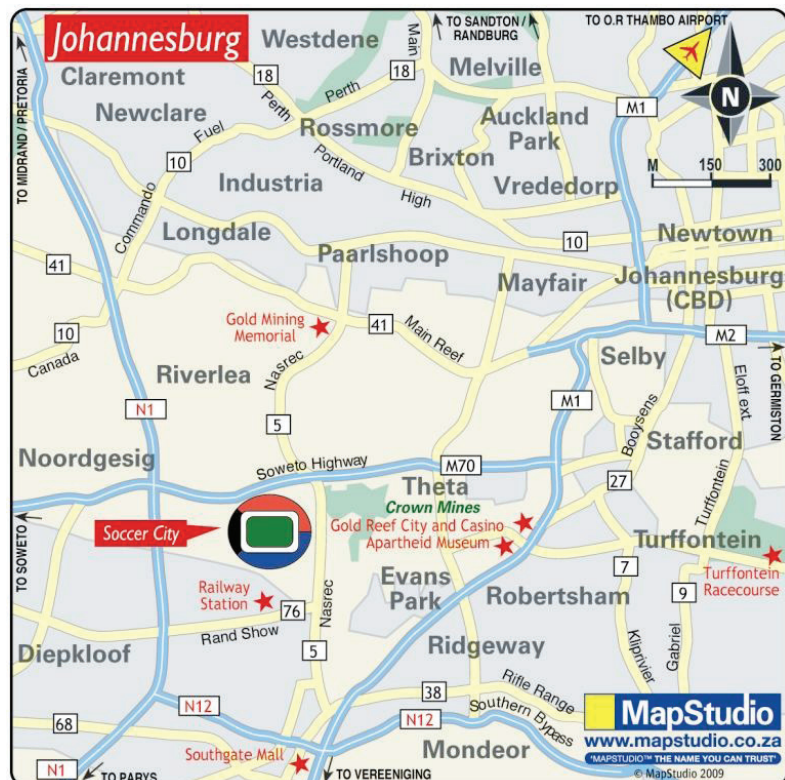 Johannesburg
TO SANDTON /
RANDBURG
TO O.R THAMBO AIRPORT
Westdene
Main
Claremont
18
18
Melville
Newclare
Perth
Perth
M1
N
Fuel
Rossmore
Auckland
Park
TO MIDRAND / PRETORIA
10
Portland
Brixton
M
150
300
Industria
High
Vrededorp
Commando
Longdale
10
Newtown
Paarlshoop
41
Mayfair
Johannesburg
(CBD)
Gold Mining
Memorial
41
Main Reef
10
Canada
M2
Riverlea
Nasrec
Selby
TO GERMISTON
N1
M1
Eloff ext
5
Booysens
Stafford
Noordgesig
Soweto Highway
M70
27
Theta
Crown Mines
Turffontein
Soccer City
Gold Reef City and Casino
Apartheid Museum
Turffontein
TO SOWETO
Railway
Station
76
Nasrec
Evans
Park
7
Turffontein
Racecourse
Robertsham
9
Rand Show
Diepkloof
5
Ridgeway
Kliprivier
Gabriel
38
Rifle Range
N12
N12
Southern Bypass
68
Southgate Mall
Mondeor
N1
TO PARYS
TO VEREENIGING
MapStudio
www.mapstudio.co.za
'MAPSTUDIO™ THE NAME YOU CAN TRUST'
© MapStudio 2009